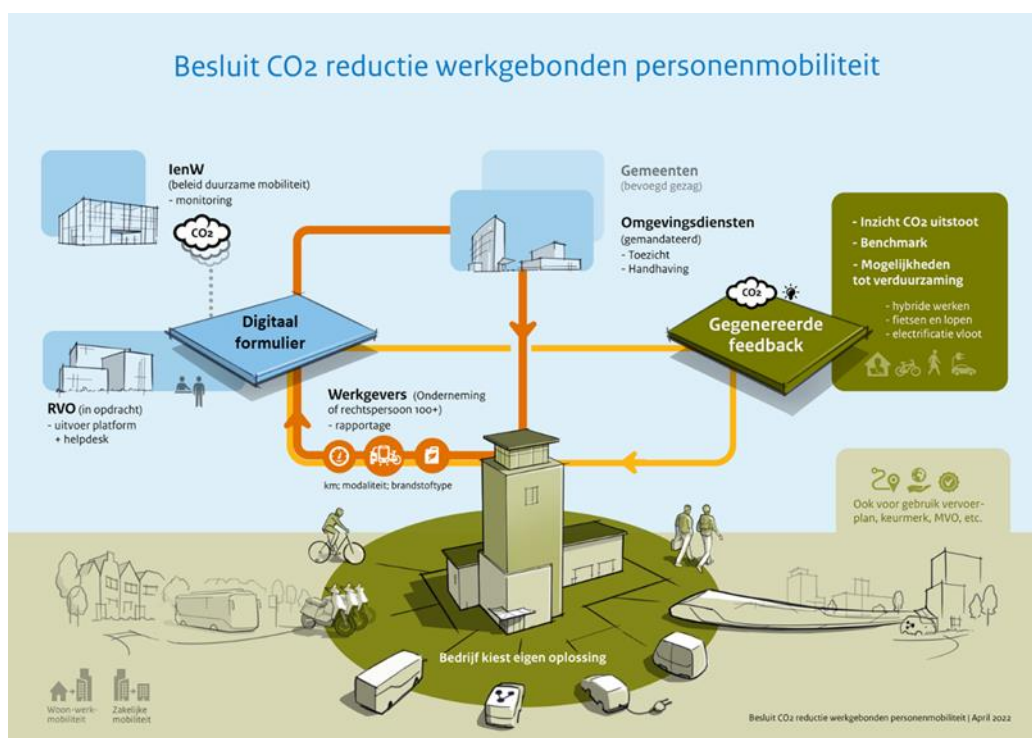 Besluit CO2 reductie werkgebonden personenmobiliteit
IenW
(beleid duurzame mobiliteit)
- monitoring
CO2
Gemeenten
(bevoegd gezag)
Omgevingsdiensten
(gemandateerd)
- Toezicht
- Handhaving
- Inzicht CO2 uitstoot
- Benchmark
- Mogelijkheden
tot verduurzaming
- hybride werken
- fietsen en lopen
- electrificatie vloot
CO2
Digitaal
formulier
Gegenereerde
feedback
RVO (in opdracht)
- uitvoer platform
+ helpdesk
Werkgevers (Onderneming
of rechtspersoon 100+)
- rapportage
km; modaliteit; brandstoftype
Ook voor gebruik vervoer-
plan, keurmerk, MVO, etc.
Bedrijf kiest eigen oplossing
Woon-werk-
mobiliteit
Zakelijke
mobiliteit
Besluit CO2 reductie werkgebonden personenmobiliteit | April 2022